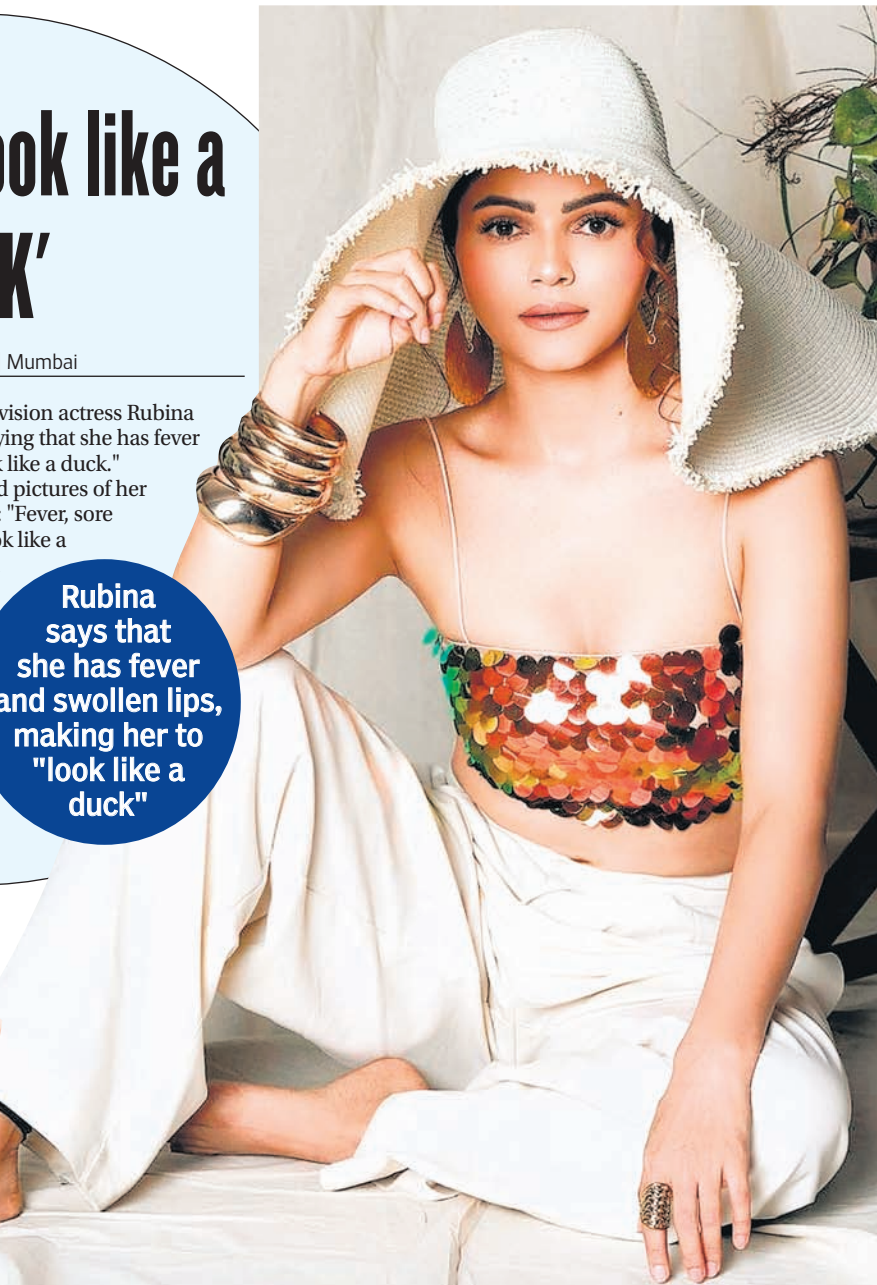 ook like a
K'
Mumbai
vision actress Rubina
ying that she has fever
k like a duck."
d pictures of her
: "Fever, sore
ok like a
Rubina
says that
she has fever
and swollen lips,
making her to
"look like a
duck"